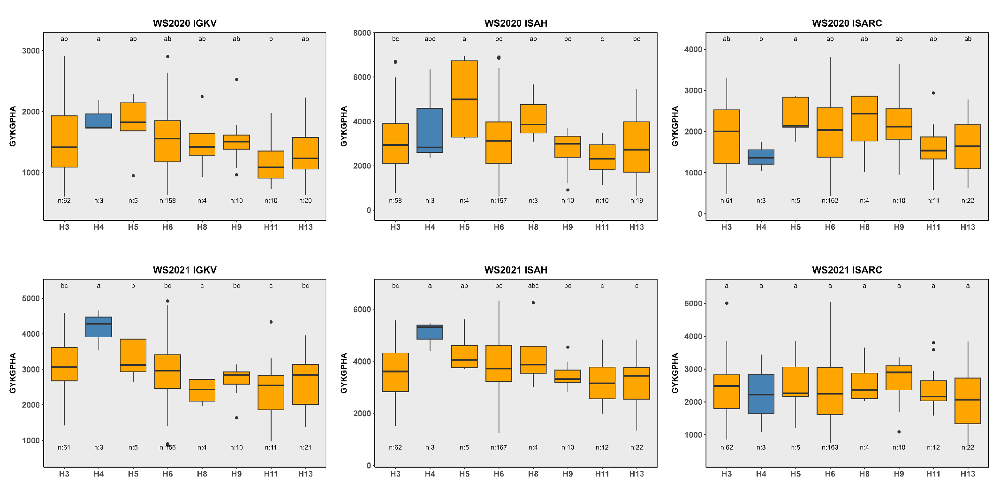 WS2020 IGKV
GYKGPHA
3000
2000
1000
ab a ab ab ab ab b ab
n:62 n:3 n:5 n:158 n:4 n:10 n:10 n:20
H3 H4 H5 H6 H8 H9 H11 H13
WS2020 ISAH
GYKGPHA
8000
6000
4000
2000
0
bc abc a bc ab bc c bc
n:58 n:3 n:4 n:157 n:3 n:10 n:10 n:19
H3 H4 H5 H6 H8 H9 H11 H13
WS2020 ISARC
GYKGPHA
4000
3000
2000
1000
0
ab b a ab ab ab ab ab
n:61 n:3 n:5 n:162 n:4 n:10 n:11 n:22
H3 H4 H5 H6 H8 H9 H11 H13
WS2021 IGKV
GYKGPHA
5000
4000
3000
2000
1000
bc a b bc c bc c bc
n:61 n:3 n:5 n:156 n:4 n:10 n:11 n:21
H3 H4 H5 H6 H8 H9 H11 H13
WS2021 ISAH
GYKGPHA
6000
4000
2000
0
bc a ab bc abc bc c c
n:62 n:3 n:5 n:167 n:4 n:10 n:12 n:22
H3 H4 H5 H6 H8 H9 H11 H13
WS2021 ISARC
GYKGPHA
5000
4000
3000
2000
1000
a a a a a a a a
n:62 n:3 n:5 n:163 n:4 n:10 n:12 n:22
H3 H4 H5 H6 H8 H9 H11 H13